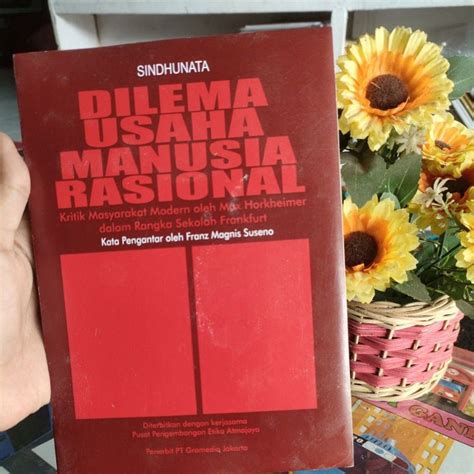 SINDHUNATA
DILEMA
USAHA
MANUSIA
RASIONAL
Kritik Masyarakat Modern oleh Max Horkheimer
dalam Rangka Sekolah Frankfurt
Kata Pengantar oleh Franz Magnis Suseno
Diterbitkan dengan kerjasama
Pusat Pengembangan Etika Atmajaya
Penerbit PT Gramedia Jakarta